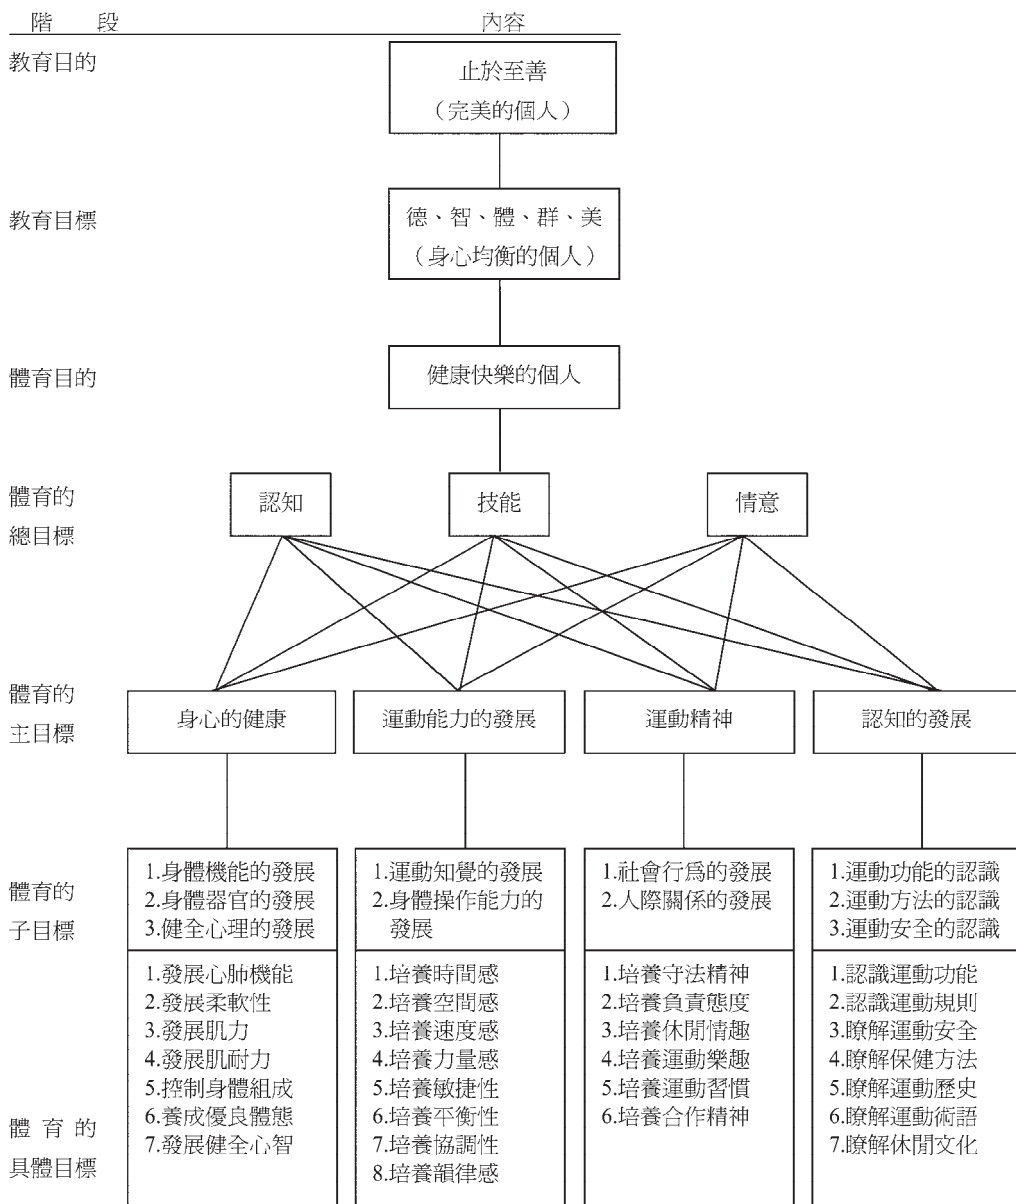 階　　段　　　　內容
教育目的
止於至善
（完美的個人）
教育目標
德、智、體、群、美
（身心均衡的個人）
體育目的
健康快樂的個人
體育的
總目標
認知
技能
情意
體育的
主目標
身心的健康
運動能力的發展
運動精神
認知的發展
體育的
子目標
1.身體機能的發展
2.身體器官的發展
3.健全心理的發展
1.運動知覺的發展
2.身體操作能力的
發展
1.社會行為的發展
2.人際關係的發展
1.運動功能的認識
2.運動方法的認識
3.運動安全的認識
體 育 的
具體目標
1.發展心肺機能
2.發展柔軟性
3.發展肌力
4.發展肌耐力
5.控制身體組成
6.養成優良體態
7.發展健全心智
1.培養時間感
2.培養空間感
3.培養速度感
4.培養力量感
5.培養敏捷性
6.培養平衡性
7.培養協調性
8.培養韻律感
1.培養守法精神
2.培養負責態度
3.培養休閒情趣
4.培養運動樂趣
5.培養運動習慣
6.培養合作精神
1.認識運動功能
2.認識運動規則
3.瞭解運動安全
4.瞭解保健方法
5.瞭解運動歷史
6.瞭解運動術語
7.瞭解休閒文化